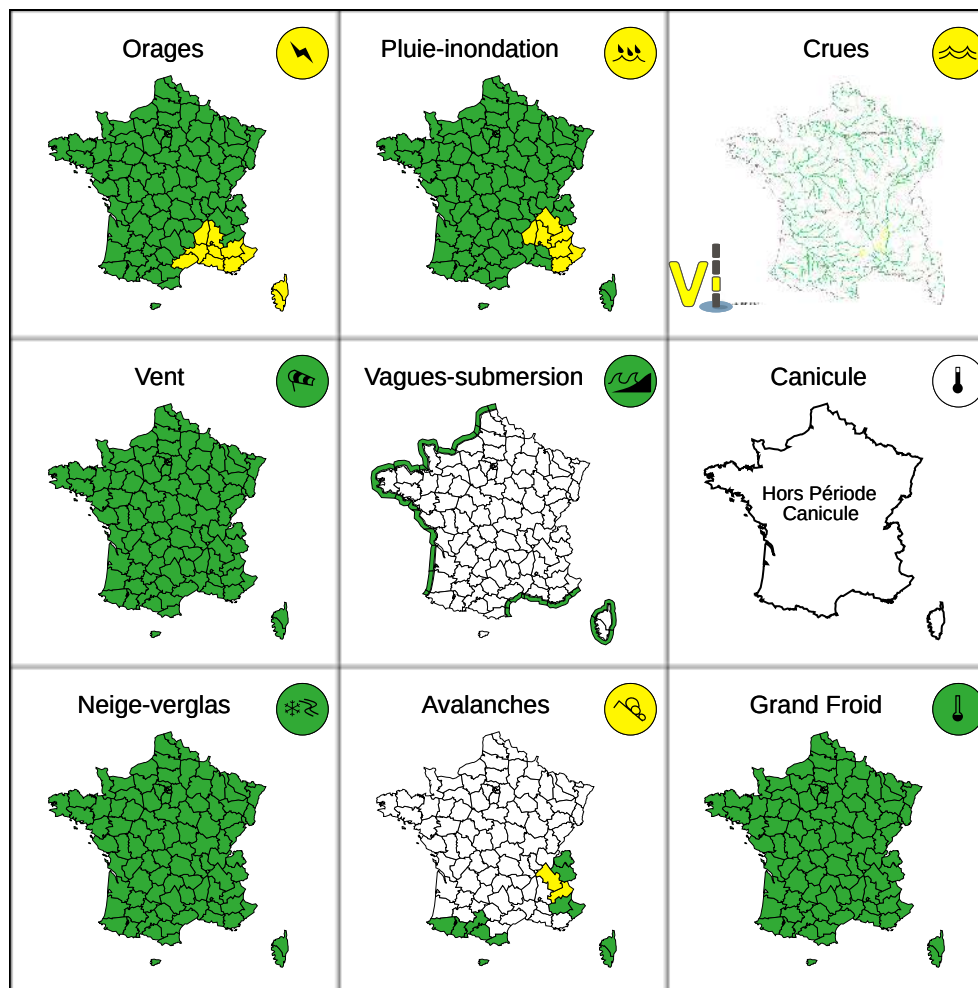 Orages
Pluie-inondation
Crues
V
Vent
Vagues-submersion
Canicule
Hors Période
Canicule
Neige-verglas
Avalanches
Grand Froid